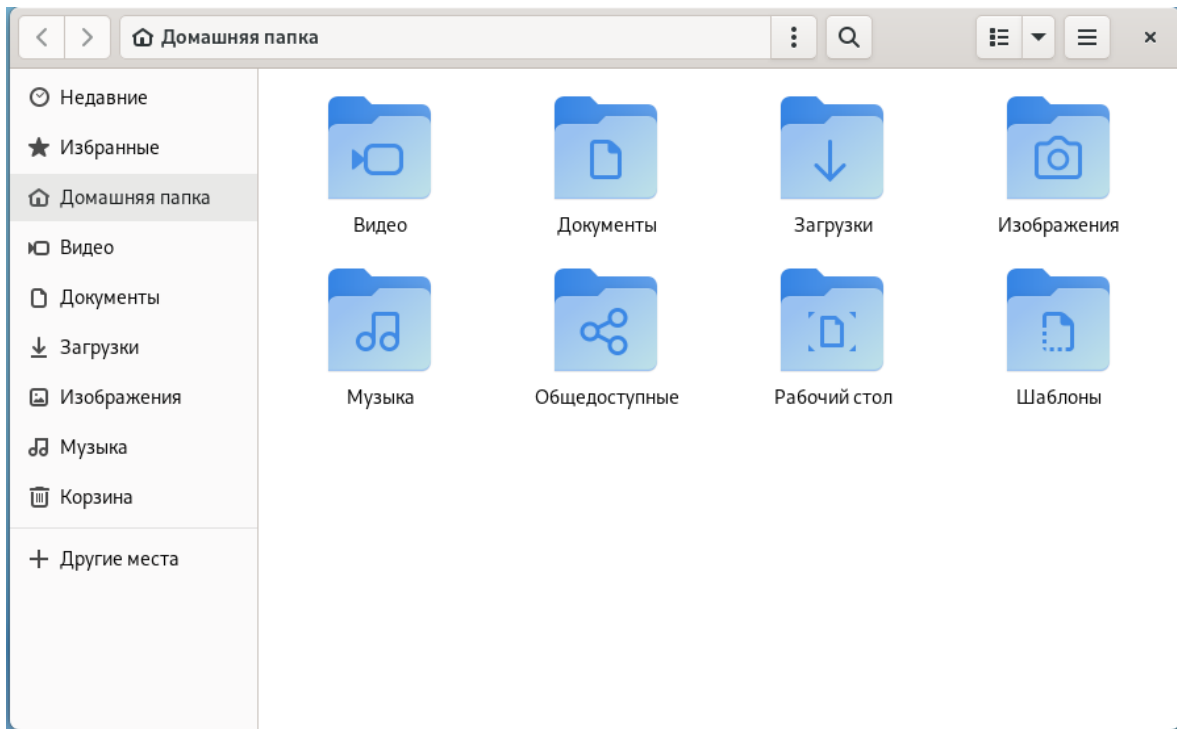 Домашняя папка
Недавние
Избранные
Домашняя папка
Видео
Документы
Загрузки
Изображения
Музыка
Корзина
Другие места
Видео
Документы
Загрузки
Изображения
Музыка
Общедоступные
Рабочий стол
Шаблоны